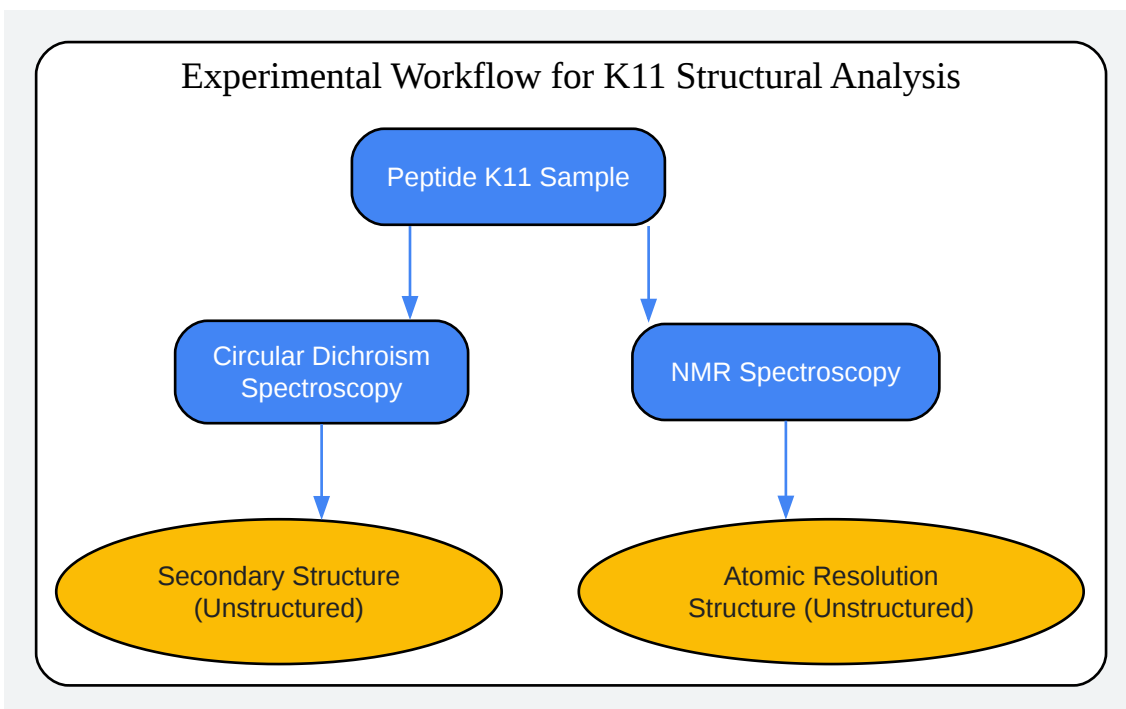 Experimental Workflow for K11 Structural Analysis
Peptide K11 Sample
Circular Dichroism
Spectroscopy
NMR Spectroscopy
Secondary Structure
(Unstructured)
Atomic Resolution
Structure (Unstructured)